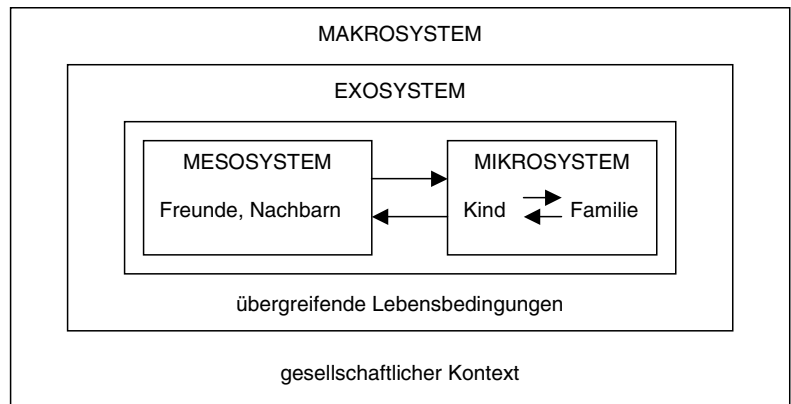 MAKROSYSTEM
EXOSYSTEM
MESOSYSTEM
Freunde, Nachbarn
MIKROSYSTEM
Kind Familie
übergreifende Lebensbedingungen
gesellschaftlicher Kontext